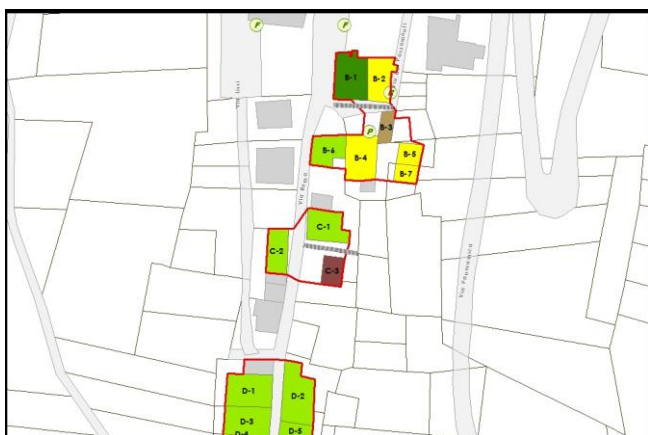 P
P
B-1
B-2
B-3
P
B-6
B-4
B-5
B-7
Via Roma
C-1
C-2
C-3
Via Panoramica
D-1
D-2
D-3
D-5
D-4